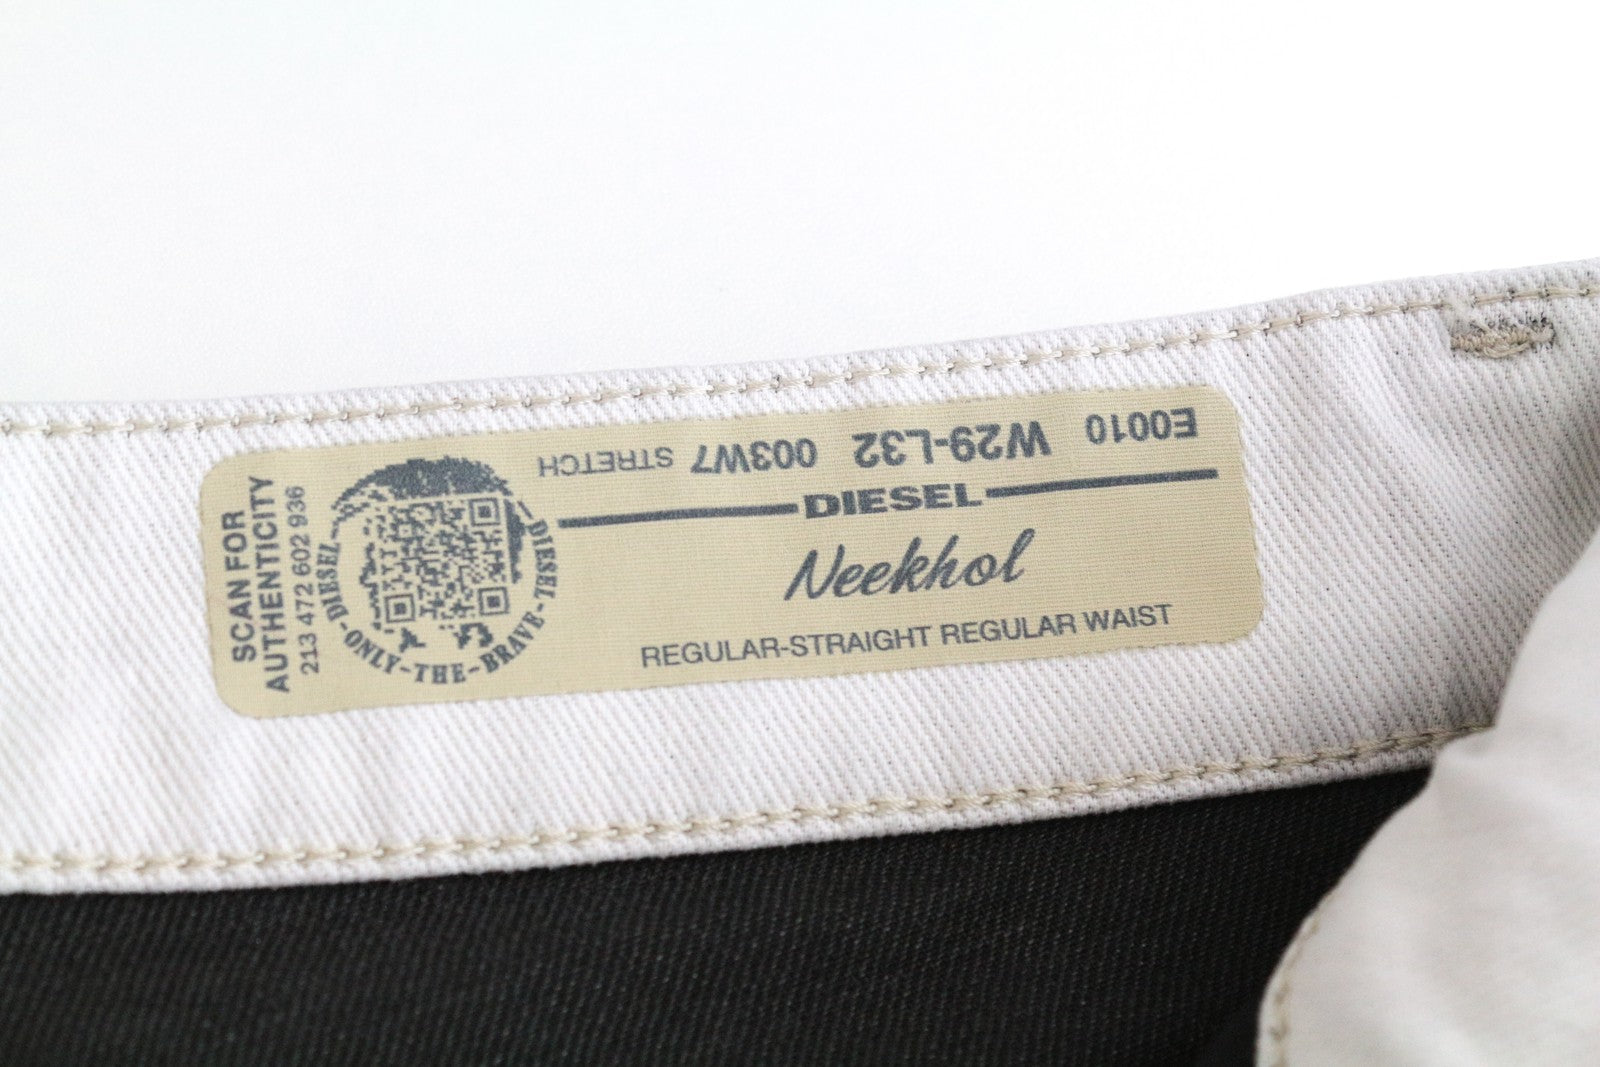 SCAN FOR
AUTHENTICITY
213 472 602 936
DIESEL-ONLY-THE-BRAVE-DIESEL
E0010 W29-L32 003W7 STRETCH
DIESEL
Neekhol
REGULAR-STRAIGHT REGULAR WAIST